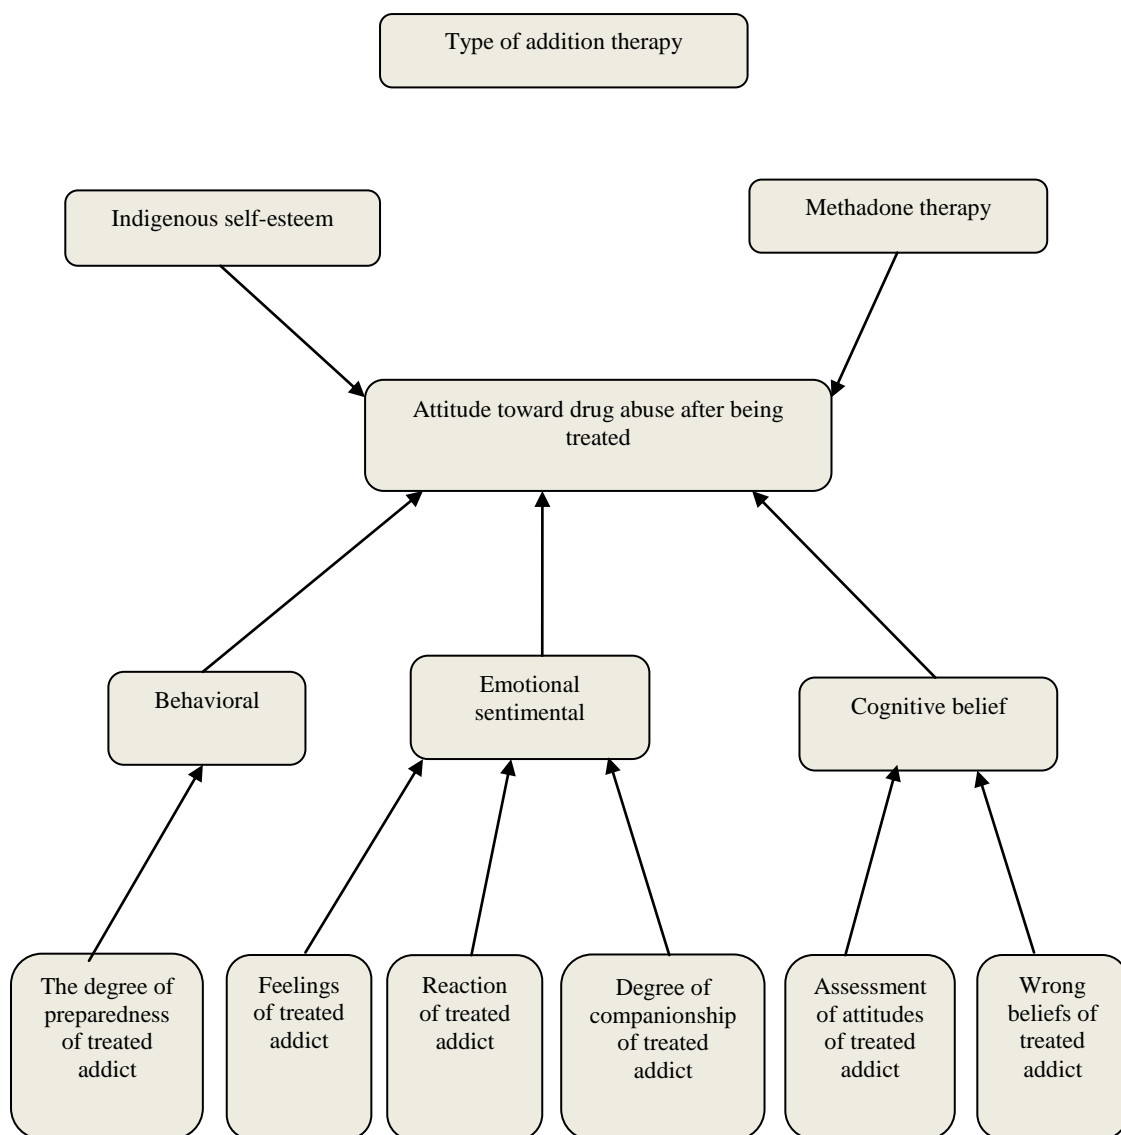 Type of addition therapy
Indigenous self-esteem
Methadone therapy
Attitude toward drug abuse after being
treated
Behavioral
Emotional
sentimental
Cognitive belief
The degree of
preparedness
of treated
addict
Feelings
of treated
addict
Reaction
of treated
addict
Degree of
companionship
of treated
addict
Assessment
of attitudes
of treated
addict
Wrong
beliefs of
treated
addict